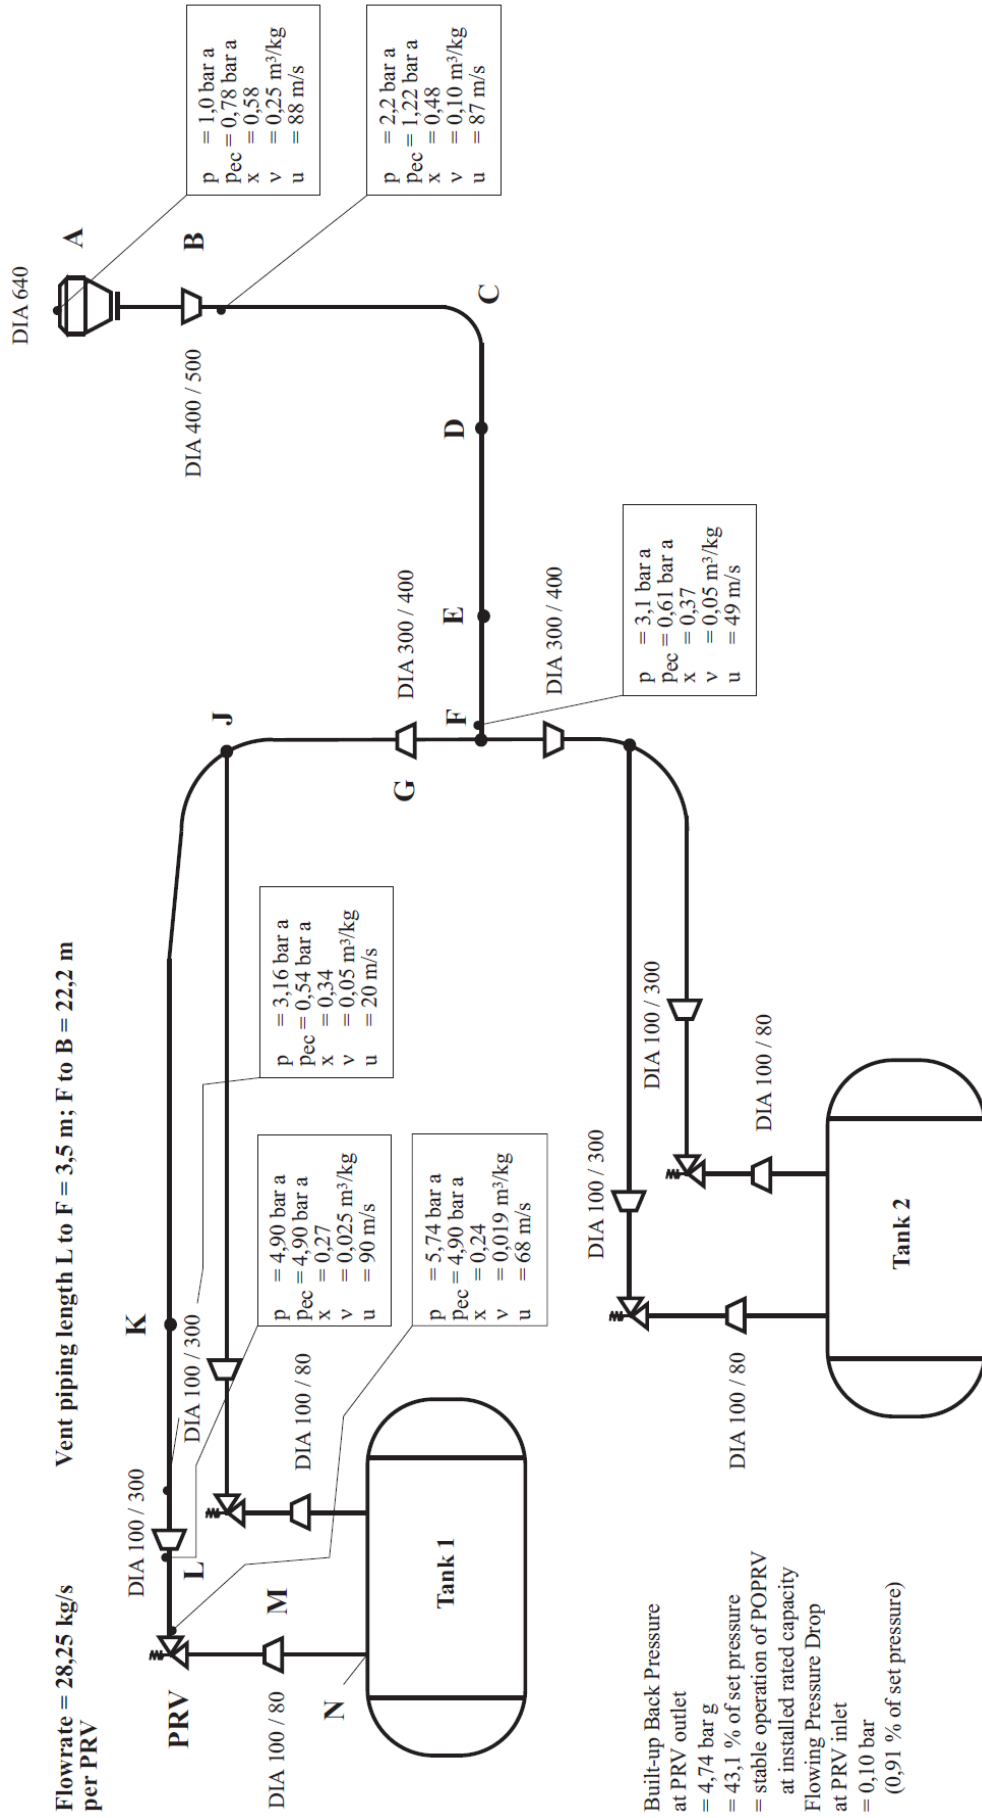 Flowrate = 28,25 kg/s
per PRV
Vent piping length L to F = 3,5 m; F to B = 22,2 m
DIA 640
A
B
DIA 400 / 500
C
D
E
F
G
J
K
L
M
N
PRV
p = 1,0 bar a
pec = 0,78 bar a
x = 0,58
v = 0,25 m³/kg
u = 88 m/s
p = 2,2 bar a
pec = 1,22 bar a
x = 0,48
v = 0,10 m³/kg
u = 87 m/s
DIA 300 / 400
DIA 300 / 400
p = 3,1 bar a
pec = 0,61 bar a
x = 0,37
v = 0,05 m³/kg
u = 49 m/s
p = 3,16 bar a
pec = 0,54 bar a
x = 0,34
v = 0,05 m³/kg
u = 20 m/s
p = 4,90 bar a
pec = 4,90 bar a
x = 0,27
v = 0,025 m³/kg
u = 90 m/s
p = 5,74 bar a
pec = 4,90 bar a
x = 0,24
v = 0,019 m³/kg
u = 68 m/s
DIA 100 / 300
DIA 100 / 300
DIA 100 / 80
DIA 100 / 80
Tank 1
DIA 100 / 300
DIA 100 / 300
DIA 100 / 80
DIA 100 / 80
Tank 2
Built-up Back Pressure
at PRV outlet
= 4,74 bar g
= 43,1 % of set pressure
= stable operation of POPRV
at installed rated capacity
Flowing Pressure Drop
at PRV inlet
= 0,10 bar
(0,91 % of set pressure)